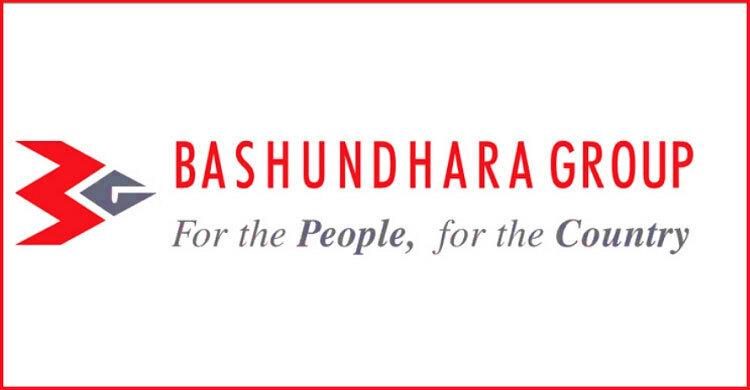 BASHUNDHARA GROUP
For the People, for the Country